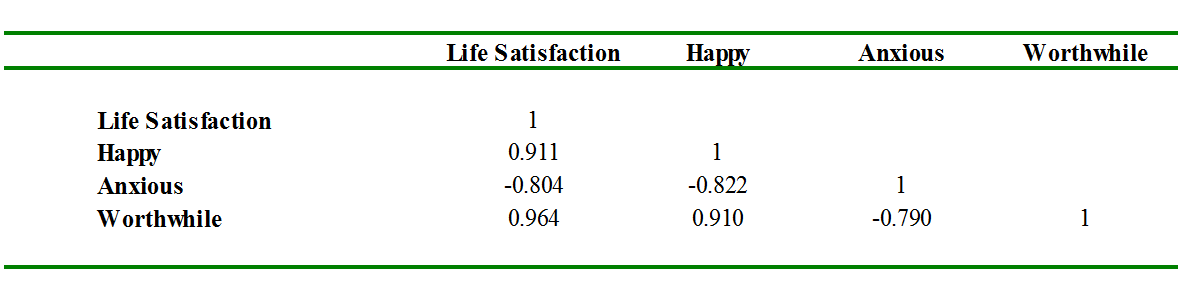 Life Satisfaction Happy Anxious Worthwhile
Life Satisfaction 1
Happy 0.911 1
Anxious -0.804 -0.822 1
Worthwhile 0.964 0.910 -0.790 1